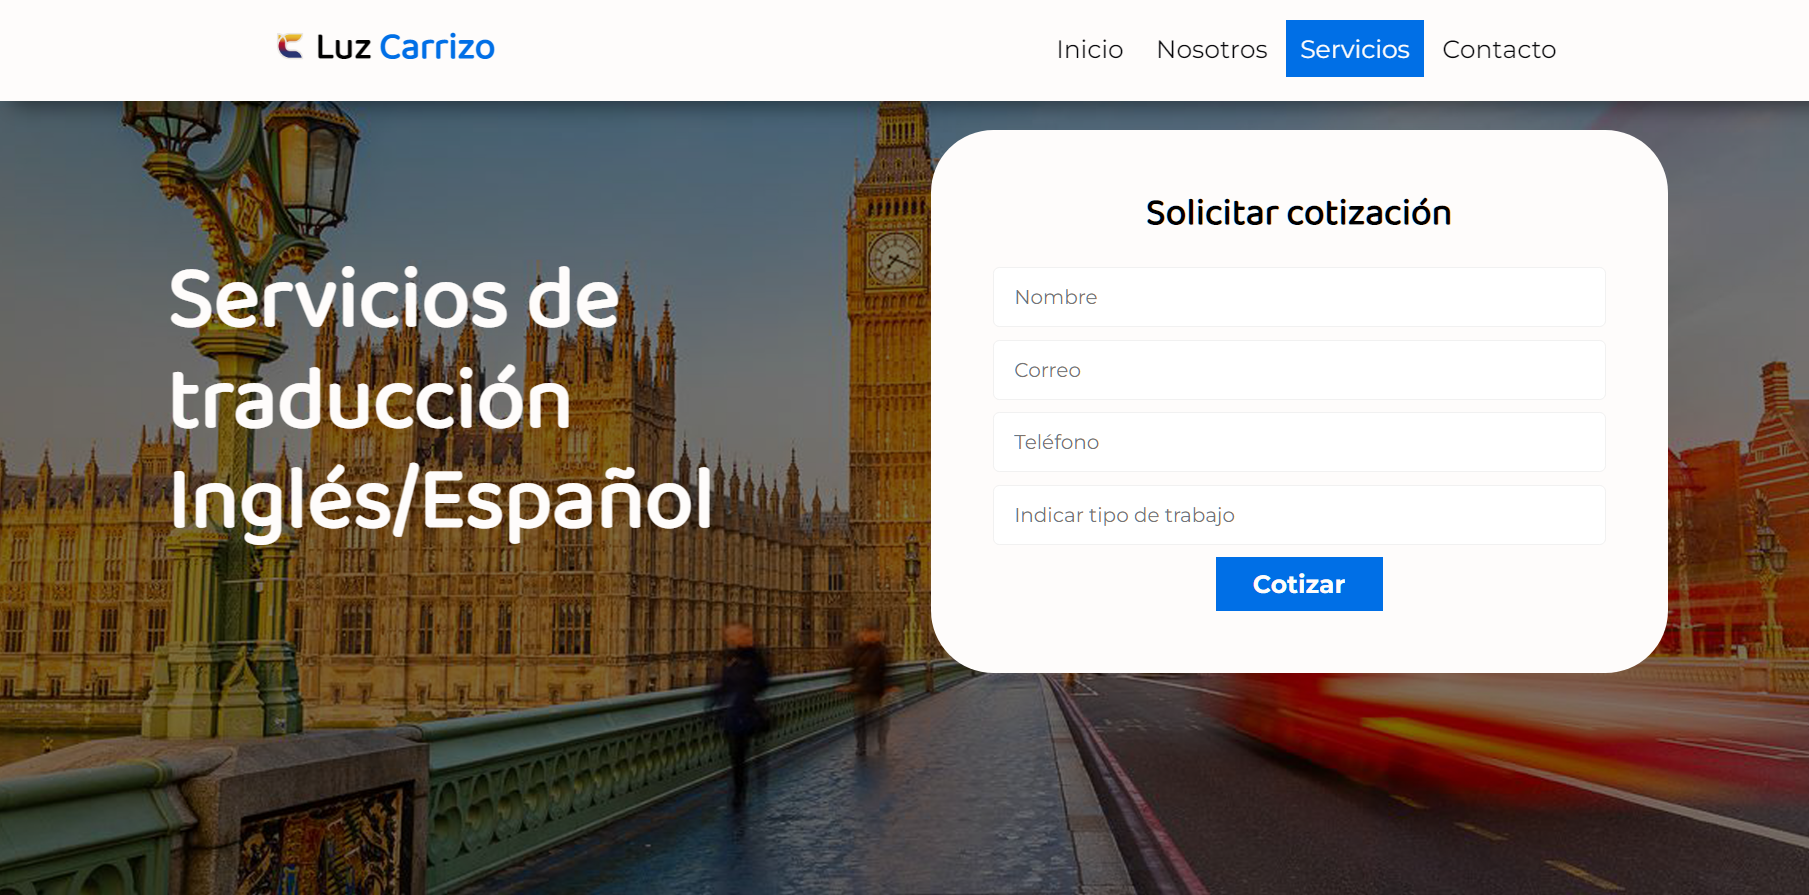 Luz Carrizo
Inicio
Nosotros
Servicios
Contacto
Servicios de
traducción
Inglés/Español
Solicitar cotización
Nombre
Correo
Teléfono
Indicar tipo de trabajo
Cotizar